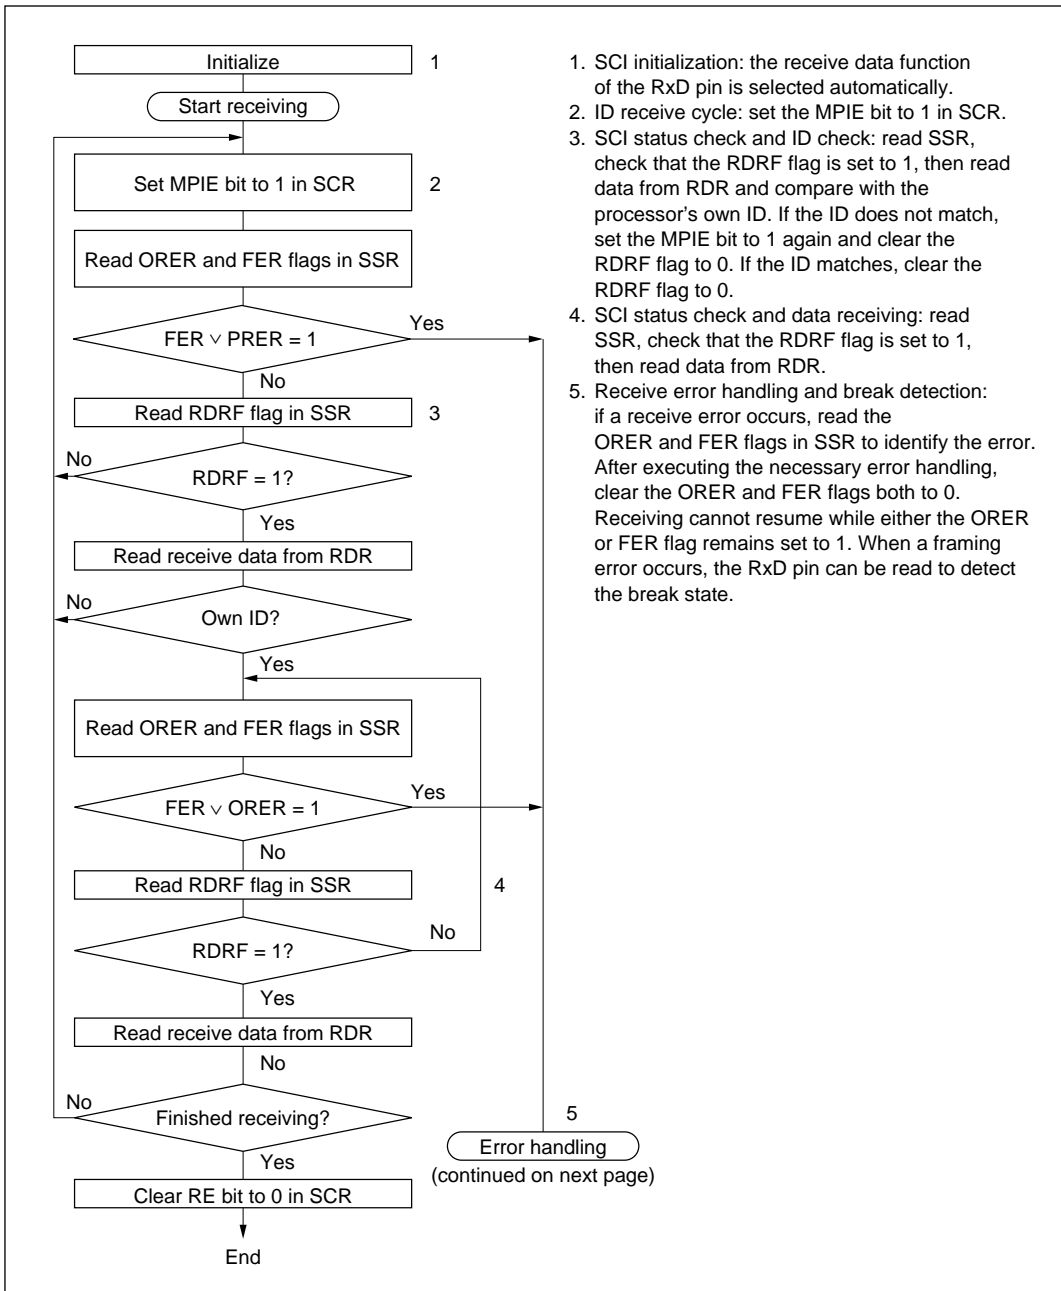 Initialize
1
Start receiving
Set MPIE bit to 1 in SCR
2
Read ORER and FER flags in SSR
FER ∨ PRER = 1
Yes
No
Read RDRF flag in SSR
3
No
RDRF = 1?
Yes
Read receive data from RDR
No
Own ID?
Yes
Read ORER and FER flags in SSR
FER ∨ ORER = 1
Yes
No
Read RDRF flag in SSR
4
RDRF = 1?
No
Yes
Read receive data from RDR
No
No
Finished receiving?
Yes
Clear RE bit to 0 in SCR
End
5
Error handling
(continued on next page)
1. SCI initialization: the receive data function
of the RxD pin is selected automatically.
2. ID receive cycle: set the MPIE bit to 1 in SCR.
3. SCI status check and ID check: read SSR,
check that the RDRF flag is set to 1, then read
data from RDR and compare with the
processor's own ID. If the ID does not match,
set the MPIE bit to 1 again and clear the
RDRF flag to 0. If the ID matches, clear the
RDRF flag to 0.
4. SCI status check and data receiving: read
SSR, check that the RDRF flag is set to 1,
then read data from RDR.
5. Receive error handling and break detection:
if a receive error occurs, read the
ORER and FER flags in SSR to identify the error.
After executing the necessary error handling,
clear the ORER and FER flags both to 0.
Receiving cannot resume while either the ORER
or FER flag remains set to 1. When a framing
error occurs, the RxD pin can be read to detect
the break state.